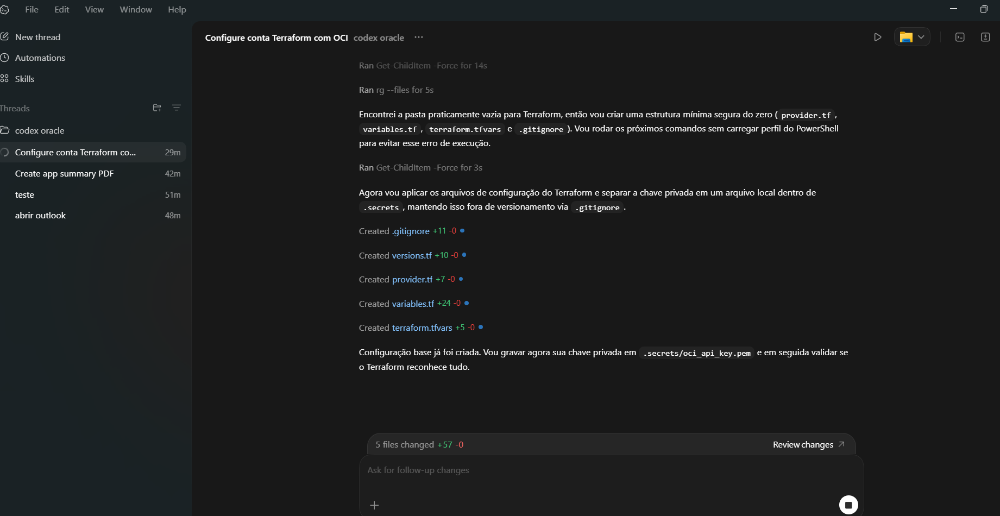 File Edit View Window Help
New thread
Automations
Skills
Threads
codex oracle
Configure conta Terraform co... 29m
Create app summary PDF 42m
teste 51m
abrir outlook 48m
Configure conta Terraform com OCI codex oracle ...
Ran Get-ChildItem -Force for 14s
Ran rg --files for 5s
Encontrei a pasta praticamente vazia para Terraform, então vou criar uma estrutura mínima segura do zero ( provider.tf ,
variables.tf , terraform.tfvars e .gitignore ). Vou rodar os próximos comandos sem carregar perfil do PowerShell
para evitar esse erro de execução.
Ran Get-ChildItem -Force for 3s
Agora vou aplicar os arquivos de configuração do Terraform e separar a chave privada em um arquivo local dentro de
.secrets , mantendo isso fora de versionamento via .gitignore .
Created .gitignore +11 -0
Created versions.tf +10 -0
Created provider.tf +7 -0
Created variables.tf +24 -0
Created terraform.tfvars +5 -0
Configuração base já foi criada. Vou gravar agora sua chave privada em .secrets/oci_api_key.pem e em seguida validar se
o Terraform reconhece tudo.
5 files changed +57 -0 Review changes
Ask for follow-up changes